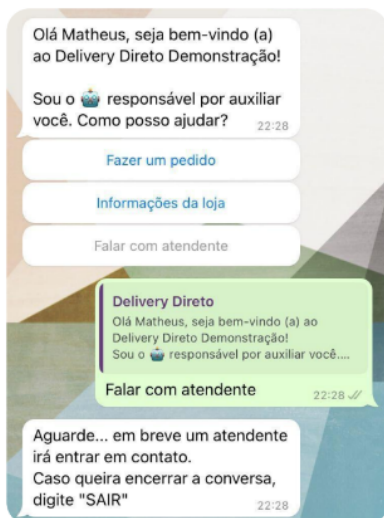 Olá Matheus, seja bem-vindo (a)
ao Delivery Direto Demonstração!
Sou o 🤖 responsável por auxiliar
você. Como posso ajudar?
22:28
Fazer um pedido
Informações da loja
Falar com atendente
Delivery Direto
Olá Matheus, seja bem-vindo (a) ao
Delivery Direto Demonstração!
Sou o 🤖 responsável por auxiliar você....
Falar com atendente
22:28
Aguarde... em breve um atendente
irá entrar em contato.
Caso queira encerrar a conversa,
digite "SAIR"
22:28